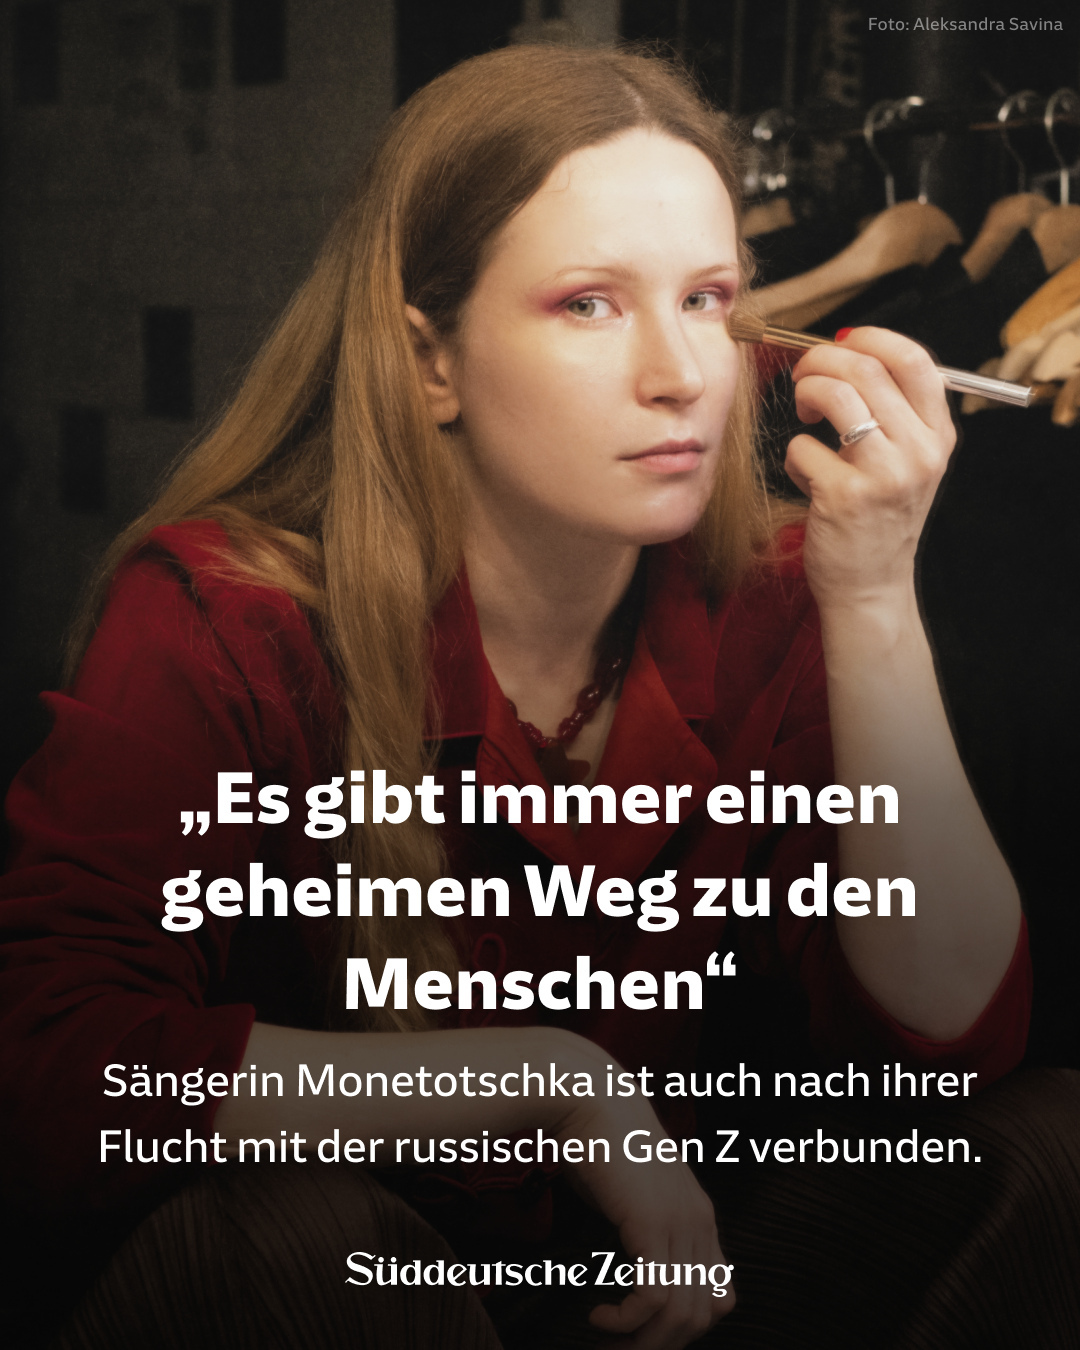 Foto: Aleksandra Savina
„Es gibt immer einen
geheimen Weg zu den
Menschen“
Sängerin Monetotschka ist auch nach ihrer
Flucht mit der russischen Gen Z verbunden.
Süddeutsche Zeitung